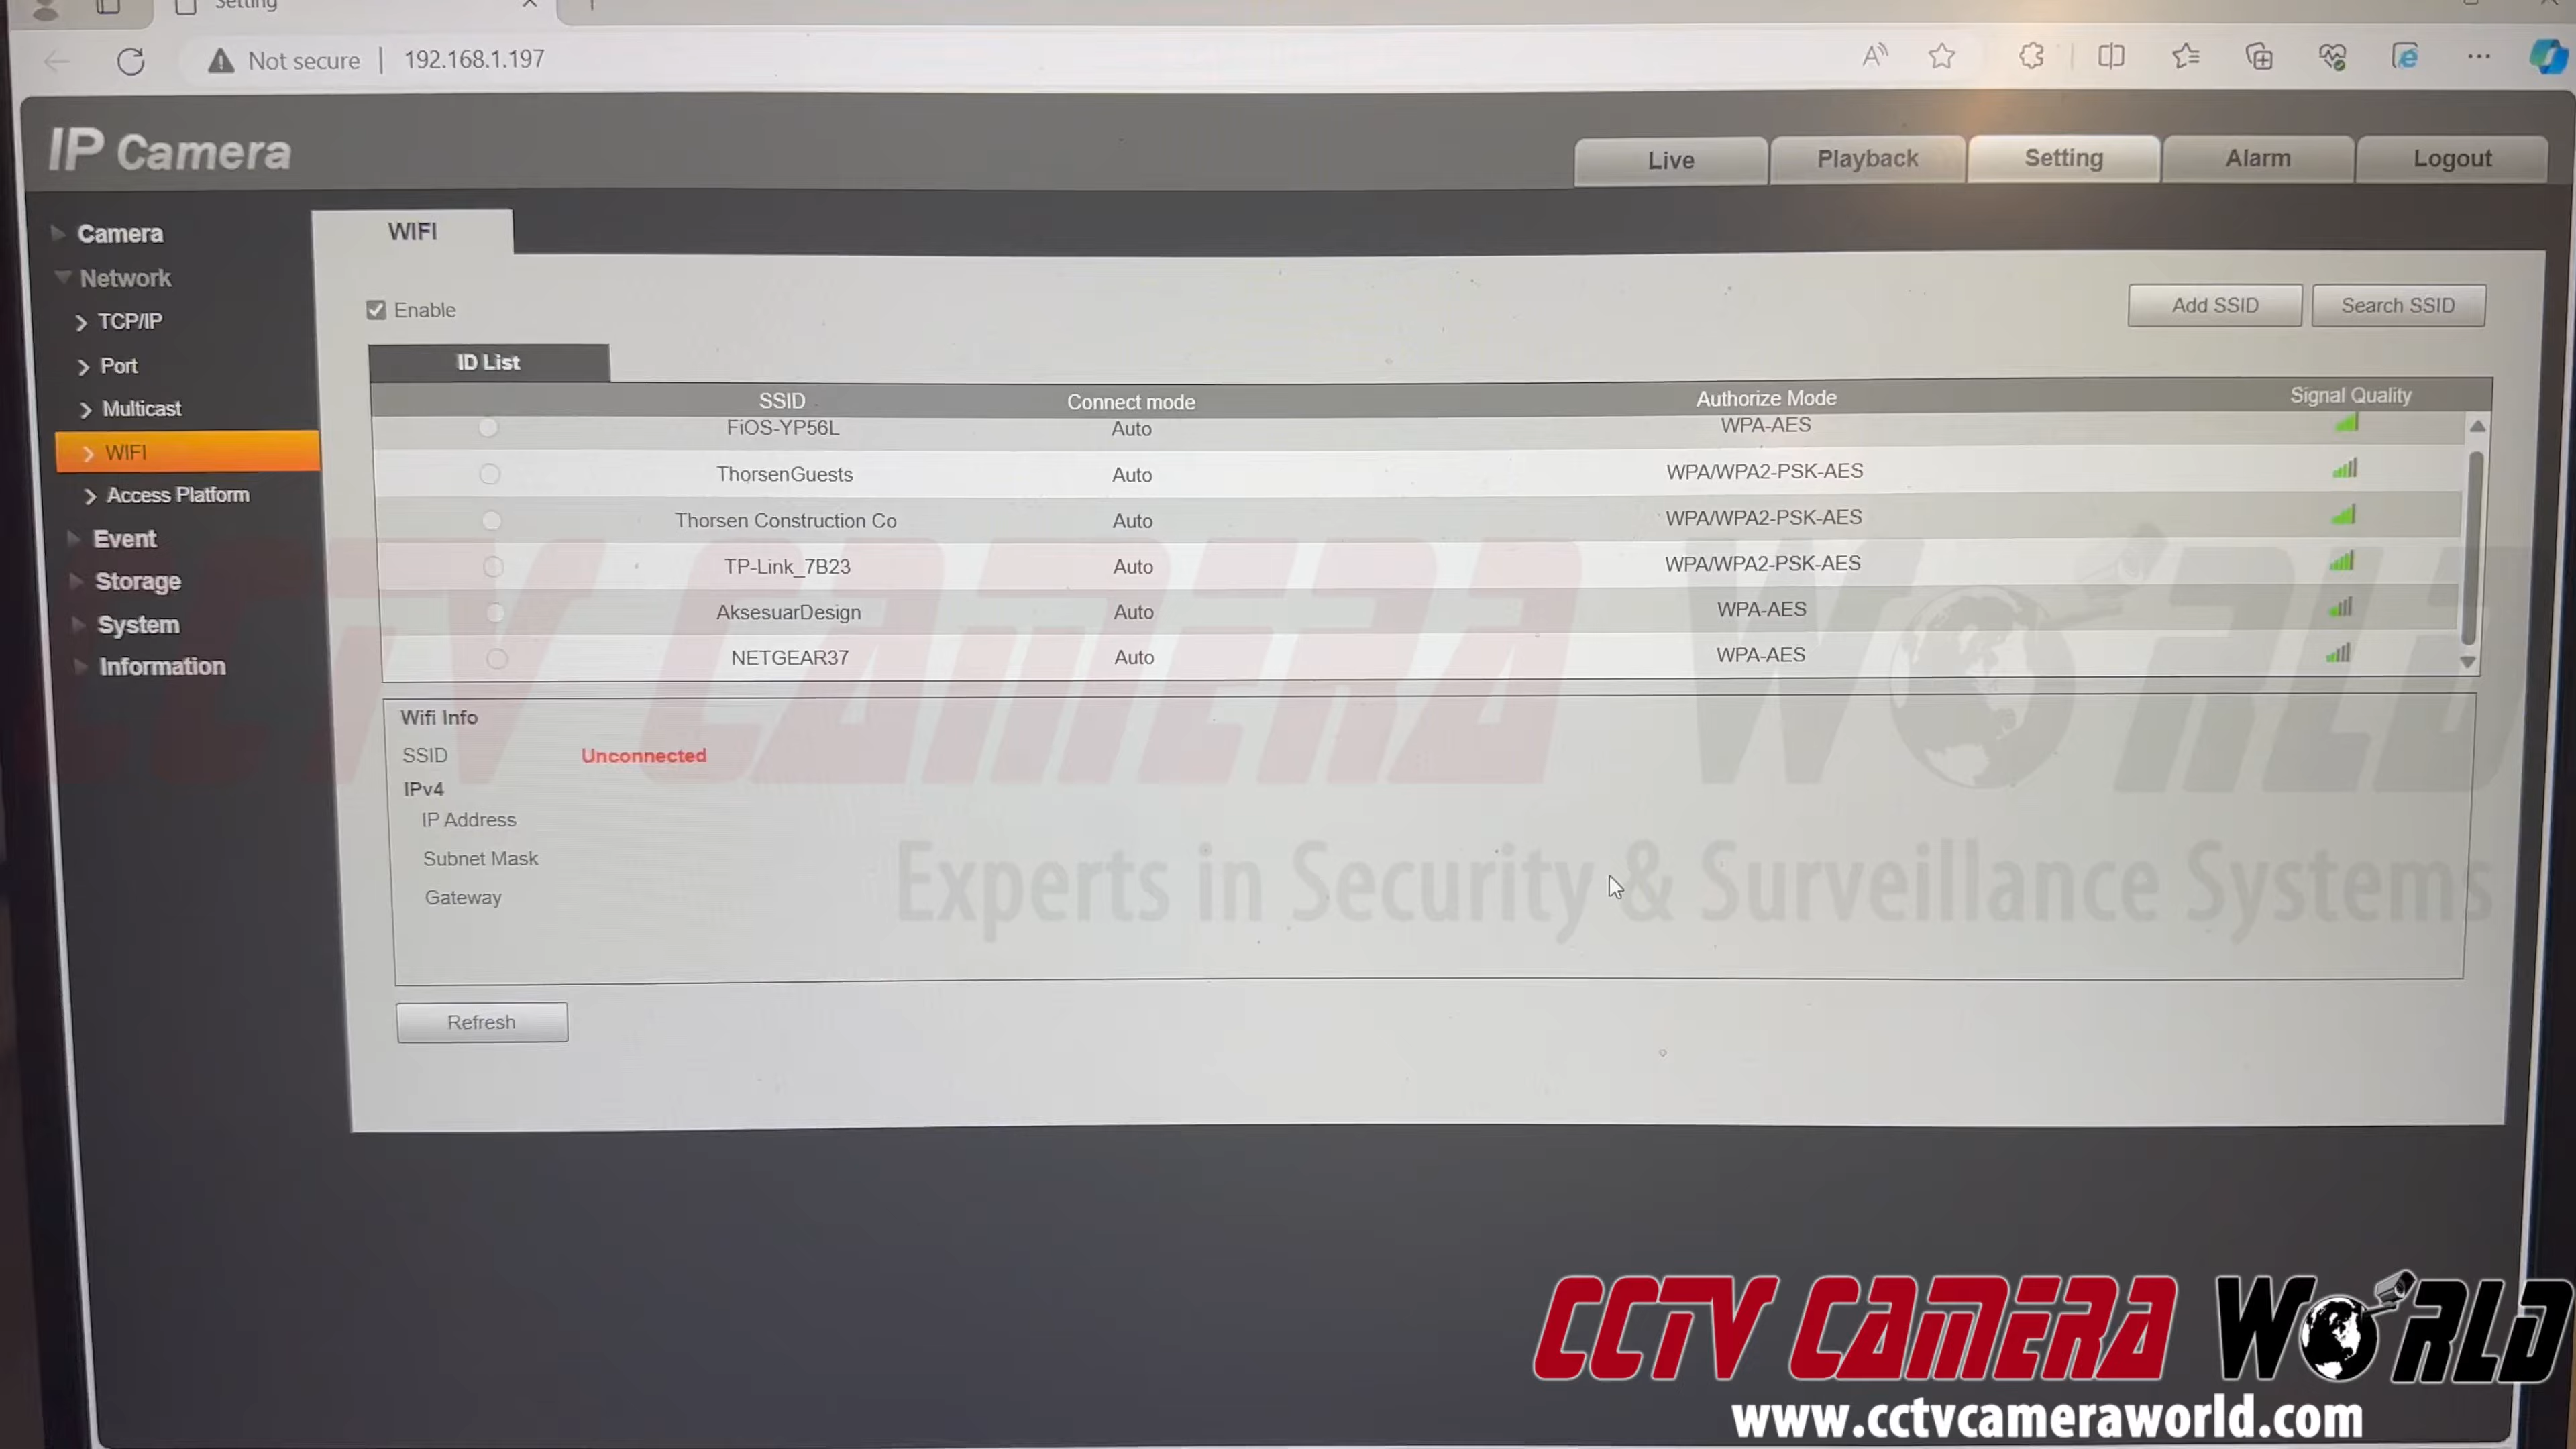 Setting
Not secure | 192.168.1.197
IP Camera
Live Playback Setting Alarm Logout
Camera
Network
TCP/IP
Port
Multicast
WIFI
Access Platform
Event
Storage
System
Information
WIFI
Enable
Add SSID Search SSID
ID List
SSID Connect mode Authorize Mode Signal Quality
FiOS-YP56L Auto WPA-AES
ThorsenGuests Auto WPA/WPA2-PSK-AES
Thorsen Construction Co Auto WPA/WPA2-PSK-AES
TP-Link_7B23 Auto WPA/WPA2-PSK-AES
AksesuarDesign Auto WPA-AES
NETGEAR37 Auto WPA-AES
Wifi Info
SSID Unconnected
IPv4
IP Address
Subnet Mask
Gateway
Refresh
CCTV CAMERA WORLD
Experts in Security & Surveillance Systems
CCTV CAMERA WORLD
www.cctvcameraworld.com